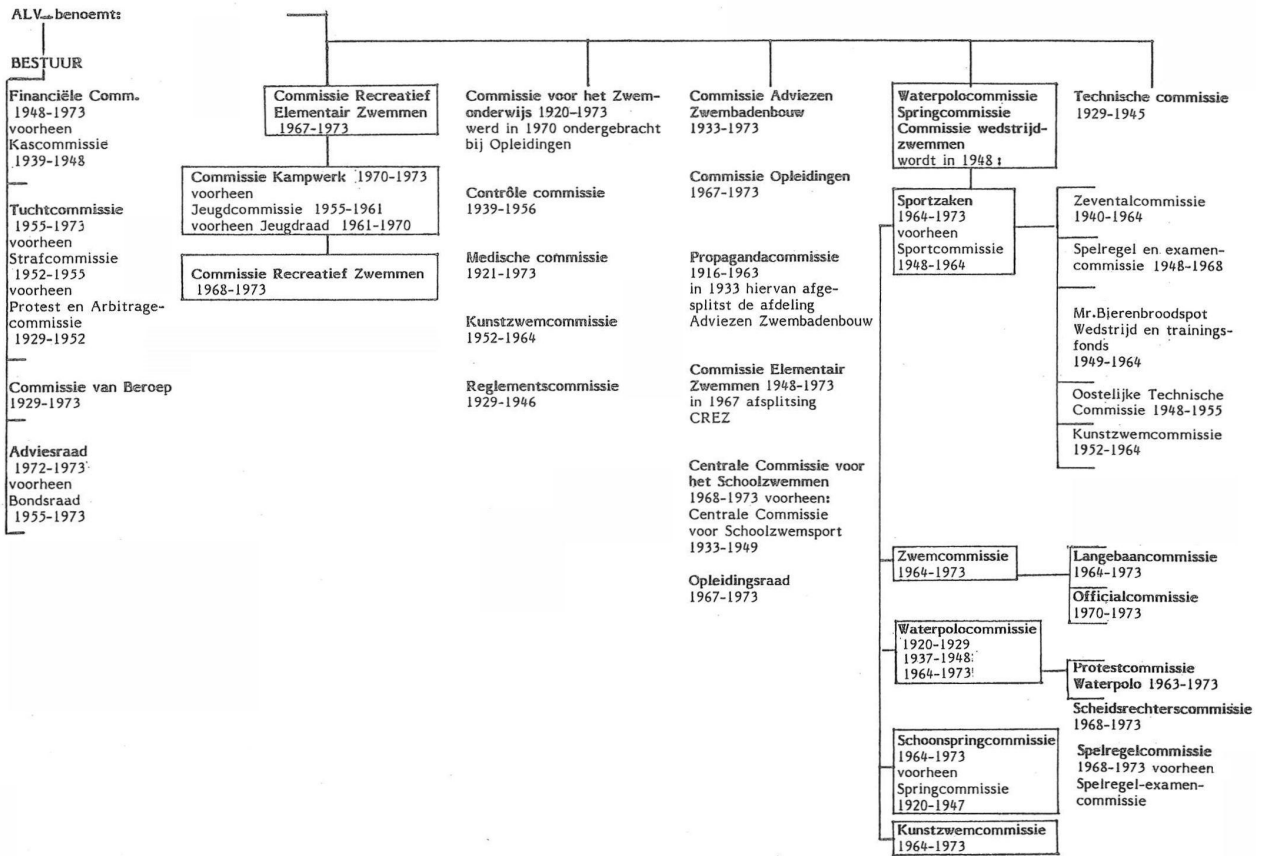 ALV benoemt:
BESTUUR
Financiële Comm.
1948-1973
voorheen
Kascommissie
1939-1948
Tuchtcommissie
1955-1973
voorheen
Strafcommissie
1952-1955
voorheen
Protest en Arbitrage-
commissie
1929-1952
Commissie van Beroep
1929-1973
Adviesraad
1972-1973
voorheen
Bondsraad
1955-1973
Commissie Recreatief
Elementair Zwemmen
1967-1973
Commissie Kampwerk 1970-1973
voorheen
Jeugdcommissie 1955-1961
voorheen Jeugdraad 1961-1970
Commissie Recreatief Zwemmen
1968-1973
Commissie voor het Zwem-
onderwijs 1920-1973
werd in 1970 ondergebracht
bij Opleidingen
Contrôle commissie
1939-1956
Medische commissie
1921-1973
Kunstzwemcommissie
1952-1964
Reglementscommissie
1929-1946
Commissie Adviezen
Zwembadenbouw
1933-1973
Commissie Opleidingen
1967-1973
Propagandacommissie
1916-1963
in 1933 hiervan afge-
splitst de afdeling
Adviezen Zwembadenbouw
Commissie Elementair
Zwemmen 1948-1973
in 1967 afsplitsing
CREZ
Centrale Commissie voor
het Schoolzwemmen
1968-1973 voorheen:
Centrale Commissie
voor Schoolzwemsport
1933-1949
Opleidingsraad
1967-1973
Waterpolocommissie
Springcommissie
Commissie wedstrijd-
zwemmen
wordt in 1948 :
Sportzaken
1964-1973
voorheen
Sportcommissie
1948-1964
Zwemcommissie
1964-1973
Waterpolocommissie
1920-1929
1937-1948
1964-1973
Schoonspringcommissie
1964-1973
voorheen
Springcommissie
1920-1947
Kunstzwemcommissie
1964-1973
Technische commissie
1929-1945
Zeventalcommissie
1940-1964
Spelregel en examen-
commissie 1948-1968
Mr.Bjerenbroodspot
Wedstrijd en trainings-
fonds
1949-1964
Oostelijke Technische
Commissie 1948-1955
Kunstzwemcommissie
1952-1964
Langebaancommissie
1964-1973
Officialcommissie
1970-1973
Protestcommissie
Waterpolo 1963-1973
Scheidsrechterscommissie
1968-1973
Spelregelcommissie
1968-1973 voorheen
Spelregel-examen-
commissie